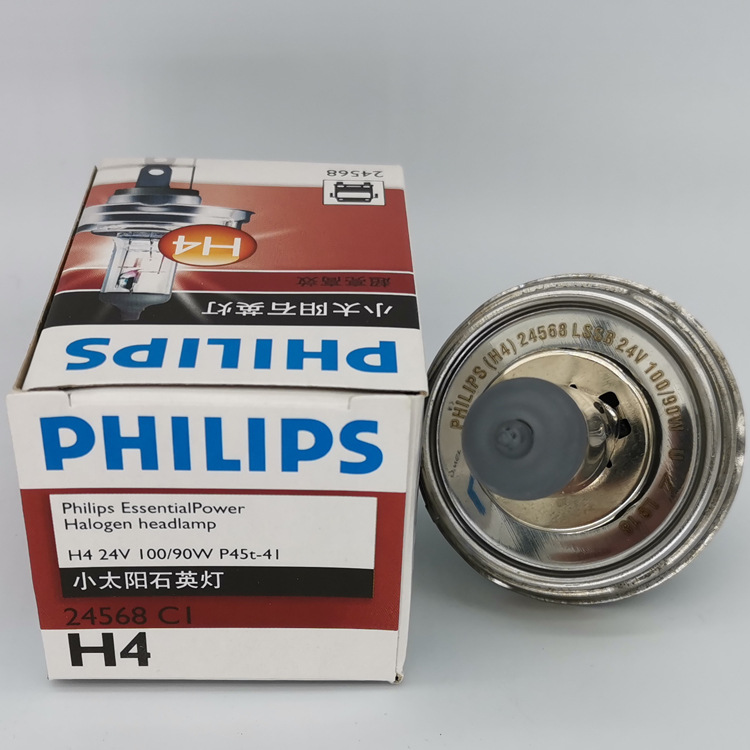 24568
H4
超亮高效
小太阳石英灯
PHILIPS
PHILIPS
Philips EssentialPower
Halogen headlamp
H4 24V 100/90W P45t-41
小太阳石英灯
24568 C1
H4
PHILIPS (H4) 24568 LSBB 24V 100/90W